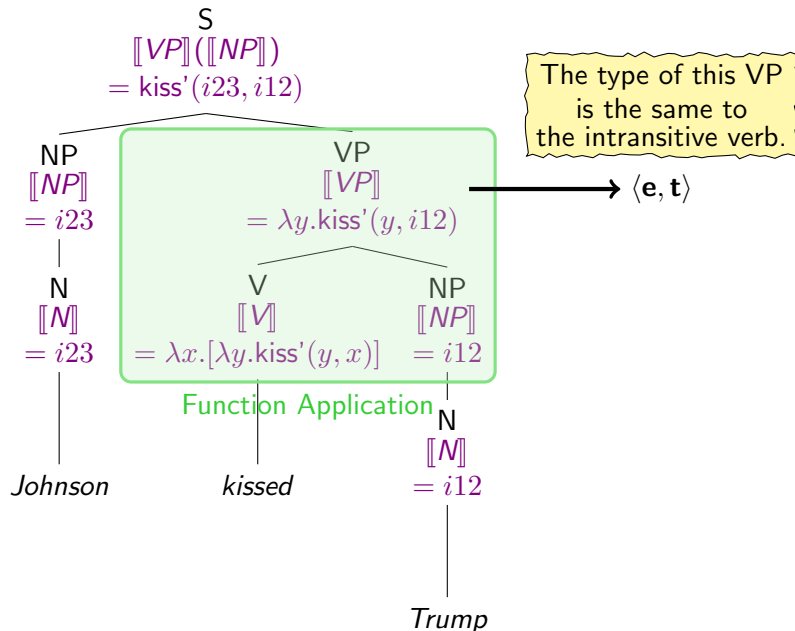 S
⟦VP⟧(⟦NP⟧)
= kiss'(i23, i12)
The type of this VP
is the same to
the intransitive verb.
NP
⟦NP⟧
= i23
VP
⟦VP⟧
= λy.kiss'(y, i12)
⟨e, t⟩
N
⟦N⟧
= i23
V
⟦V⟧
= λx.[λy.kiss'(y, x)]
NP
⟦NP⟧
= i12
Function Application
N
⟦N⟧
= i12
Johnson
kissed
Trump